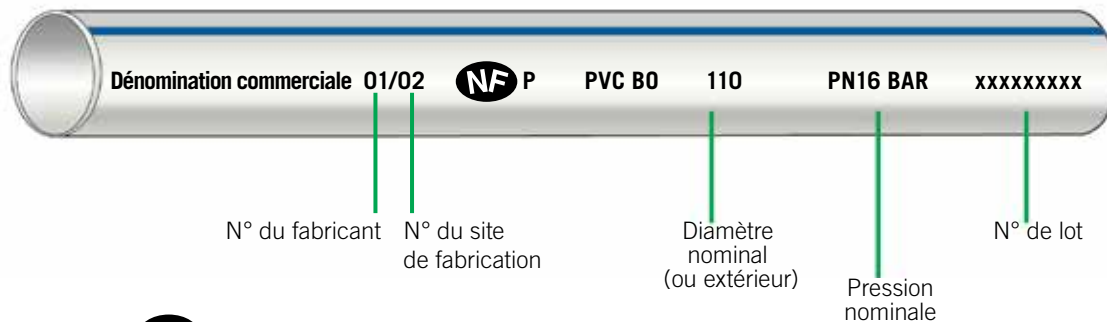 Dénomination commerciale 01/02 NF P PVC BO 110 PN16 BAR xxxxxxxxx
N° du fabricant
N° du site
de fabrication
Diamètre
nominal
(ou extérieur)
Pression
nominale
N° de lot